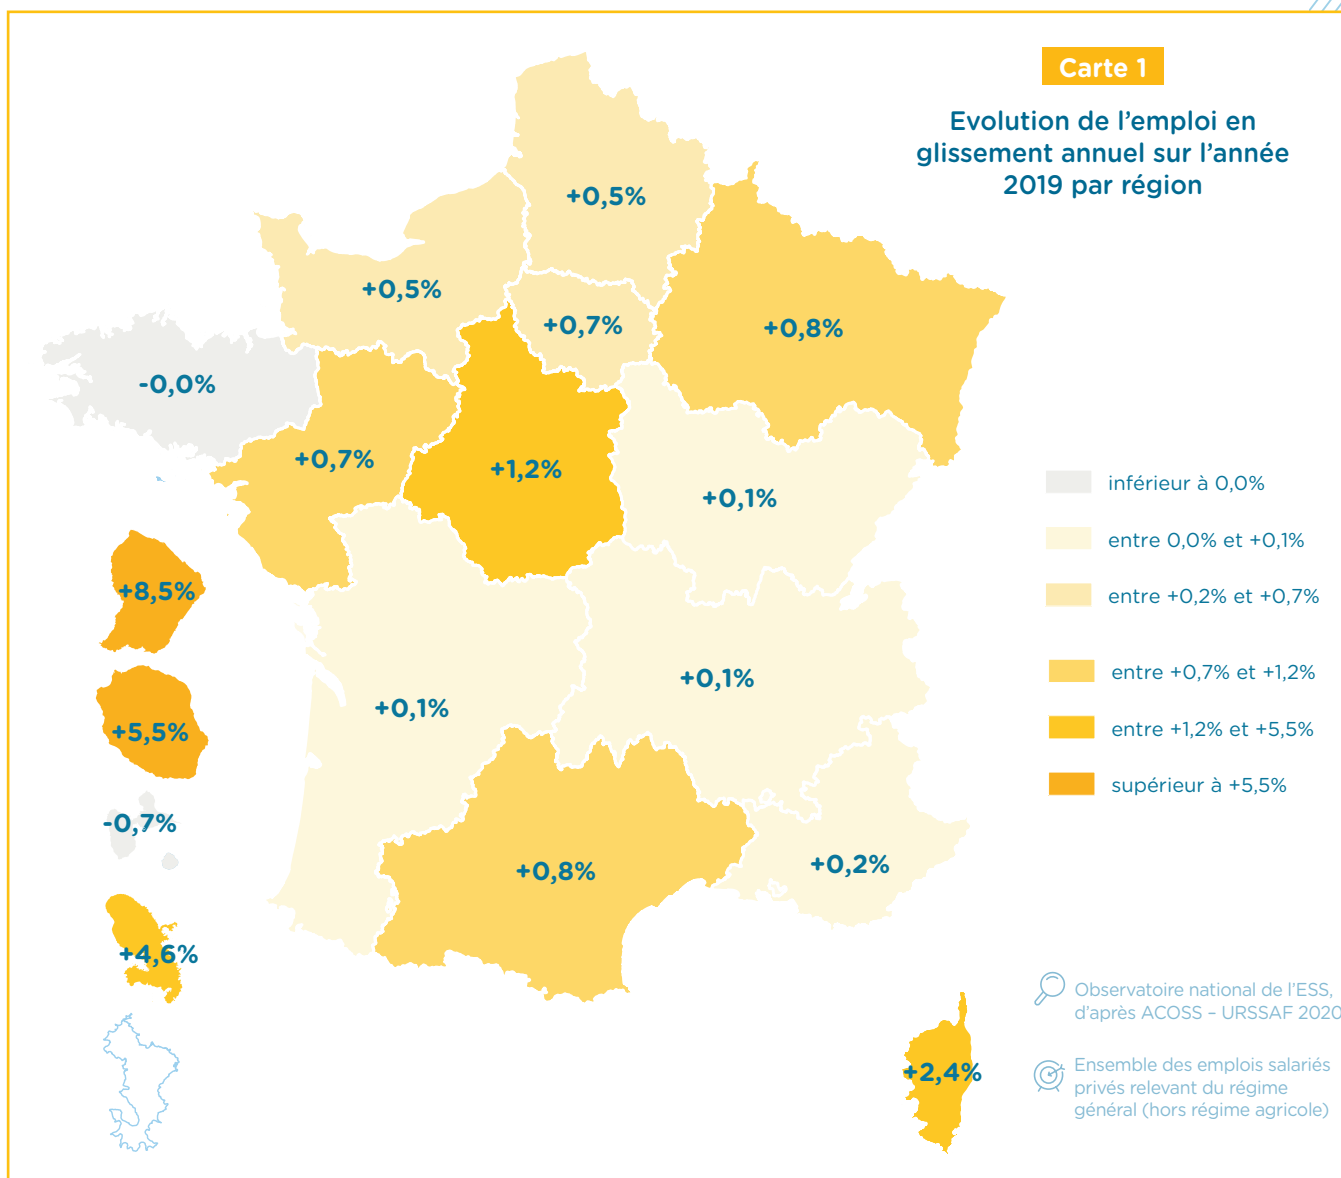 Carte 1
Evolution de l'emploi en
glissement annuel sur l'année
2019 par région
+0,5%
+0,5%
+0,7%
+0,8%
-0,0%
+0,7%
+1,2%
+0,1%
+8,5%
+0,1%
+0,1%
+5,5%
-0,7%
+0,8%
+0,2%
+4,6%
+2,4%
inférieur à 0,0%
entre 0,0% et +0,1%
entre +0,2% et +0,7%
entre +0,7% et +1,2%
entre +1,2% et +5,5%
supérieur à +5,5%
Observatoire national de l'ESS,
d'après ACOSS – URSSAF 2020
Ensemble des emplois salariés
privés relevant du régime
général (hors régime agricole)